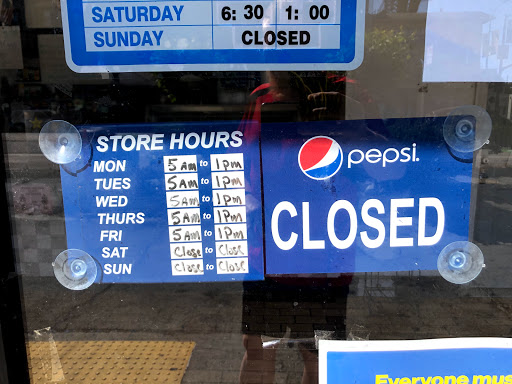 SATURDAY 6:30 1:00
SUNDAY CLOSED
STORE HOURS
MON 5AM to 1PM
TUES 5AM to 1PM
WED 5AM to 1PM
THURS 5AM to 1PM
FRI 5AM to 1PM
SAT Close to Close
SUN Close to Close
pepsi.
CLOSED
Everyone mus